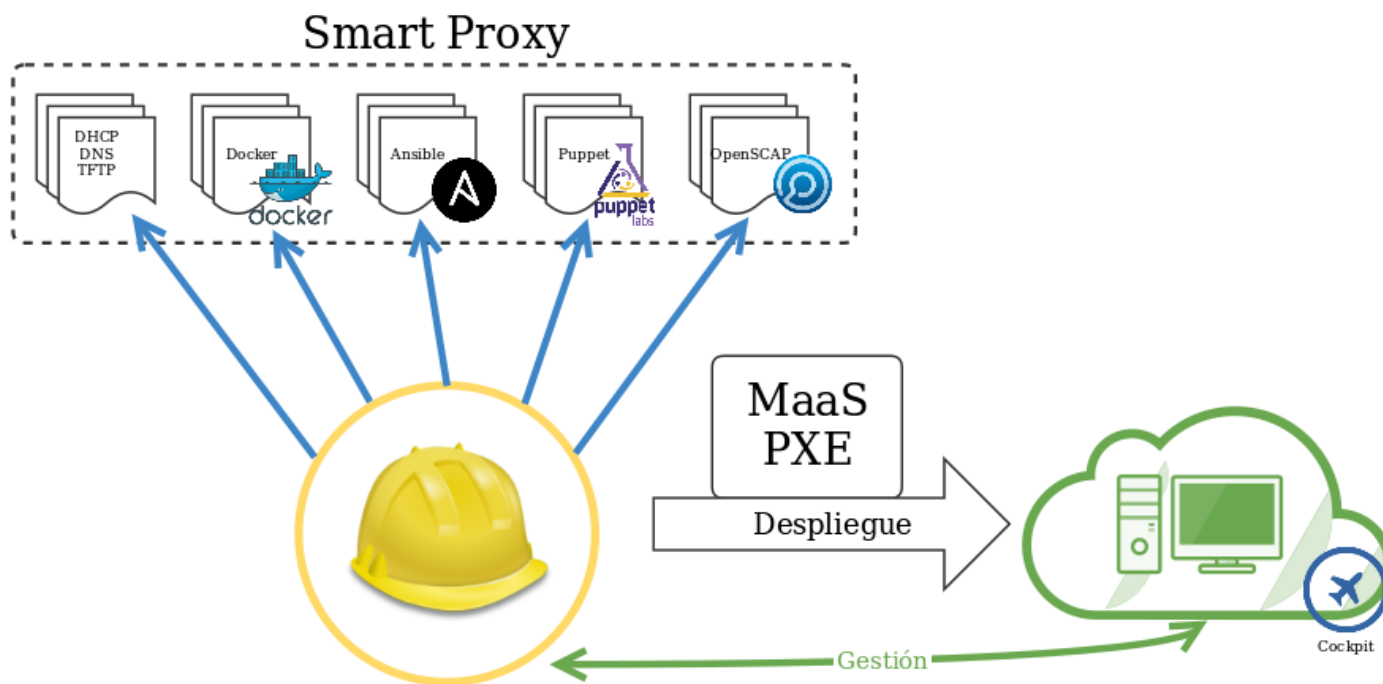 Smart Proxy
DHCP
DNS
TFTP
Docker
docker
Ansible
Puppet
puppet
labs
OpenSCAP
MaaS
PXE
Despliegue
Gestión
Cockpit